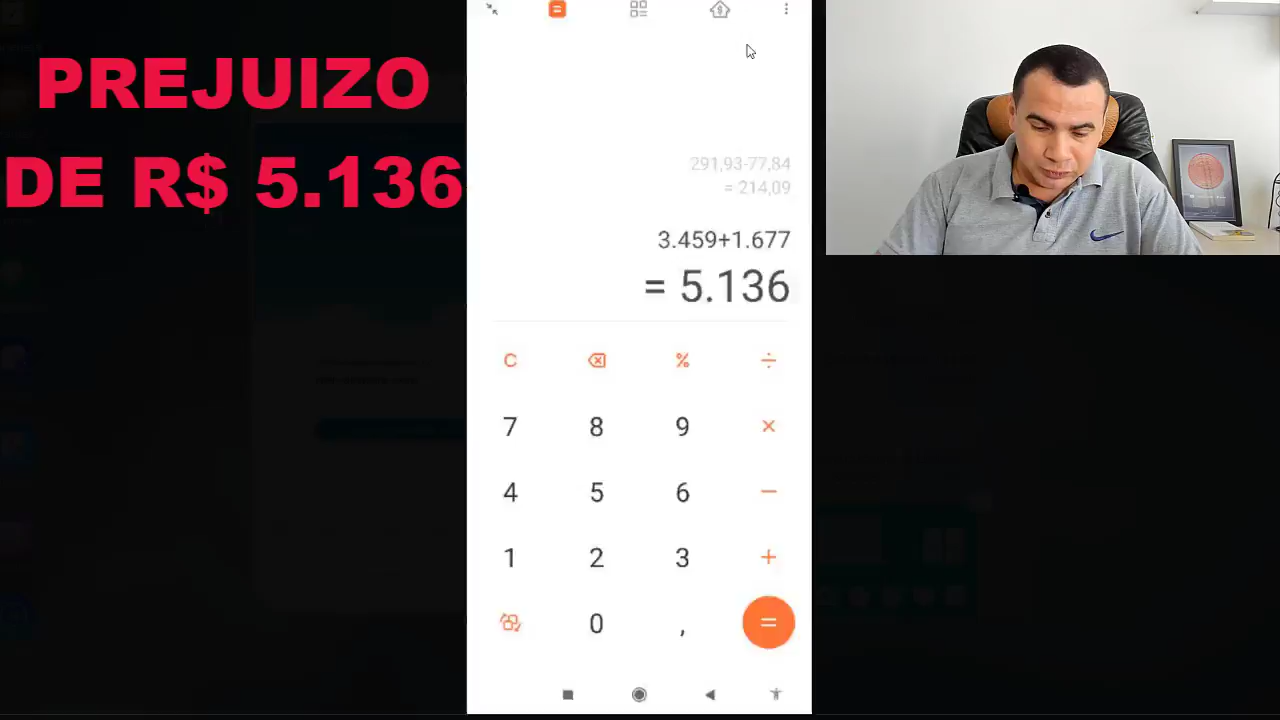 PREJUIZO
DE R$ 5.136
291,93-77,84
= 214,09
3.459+1.677
= 5.136
C % ÷
7 8 9 ×
4 5 6 −
1 2 3 +
0 , =